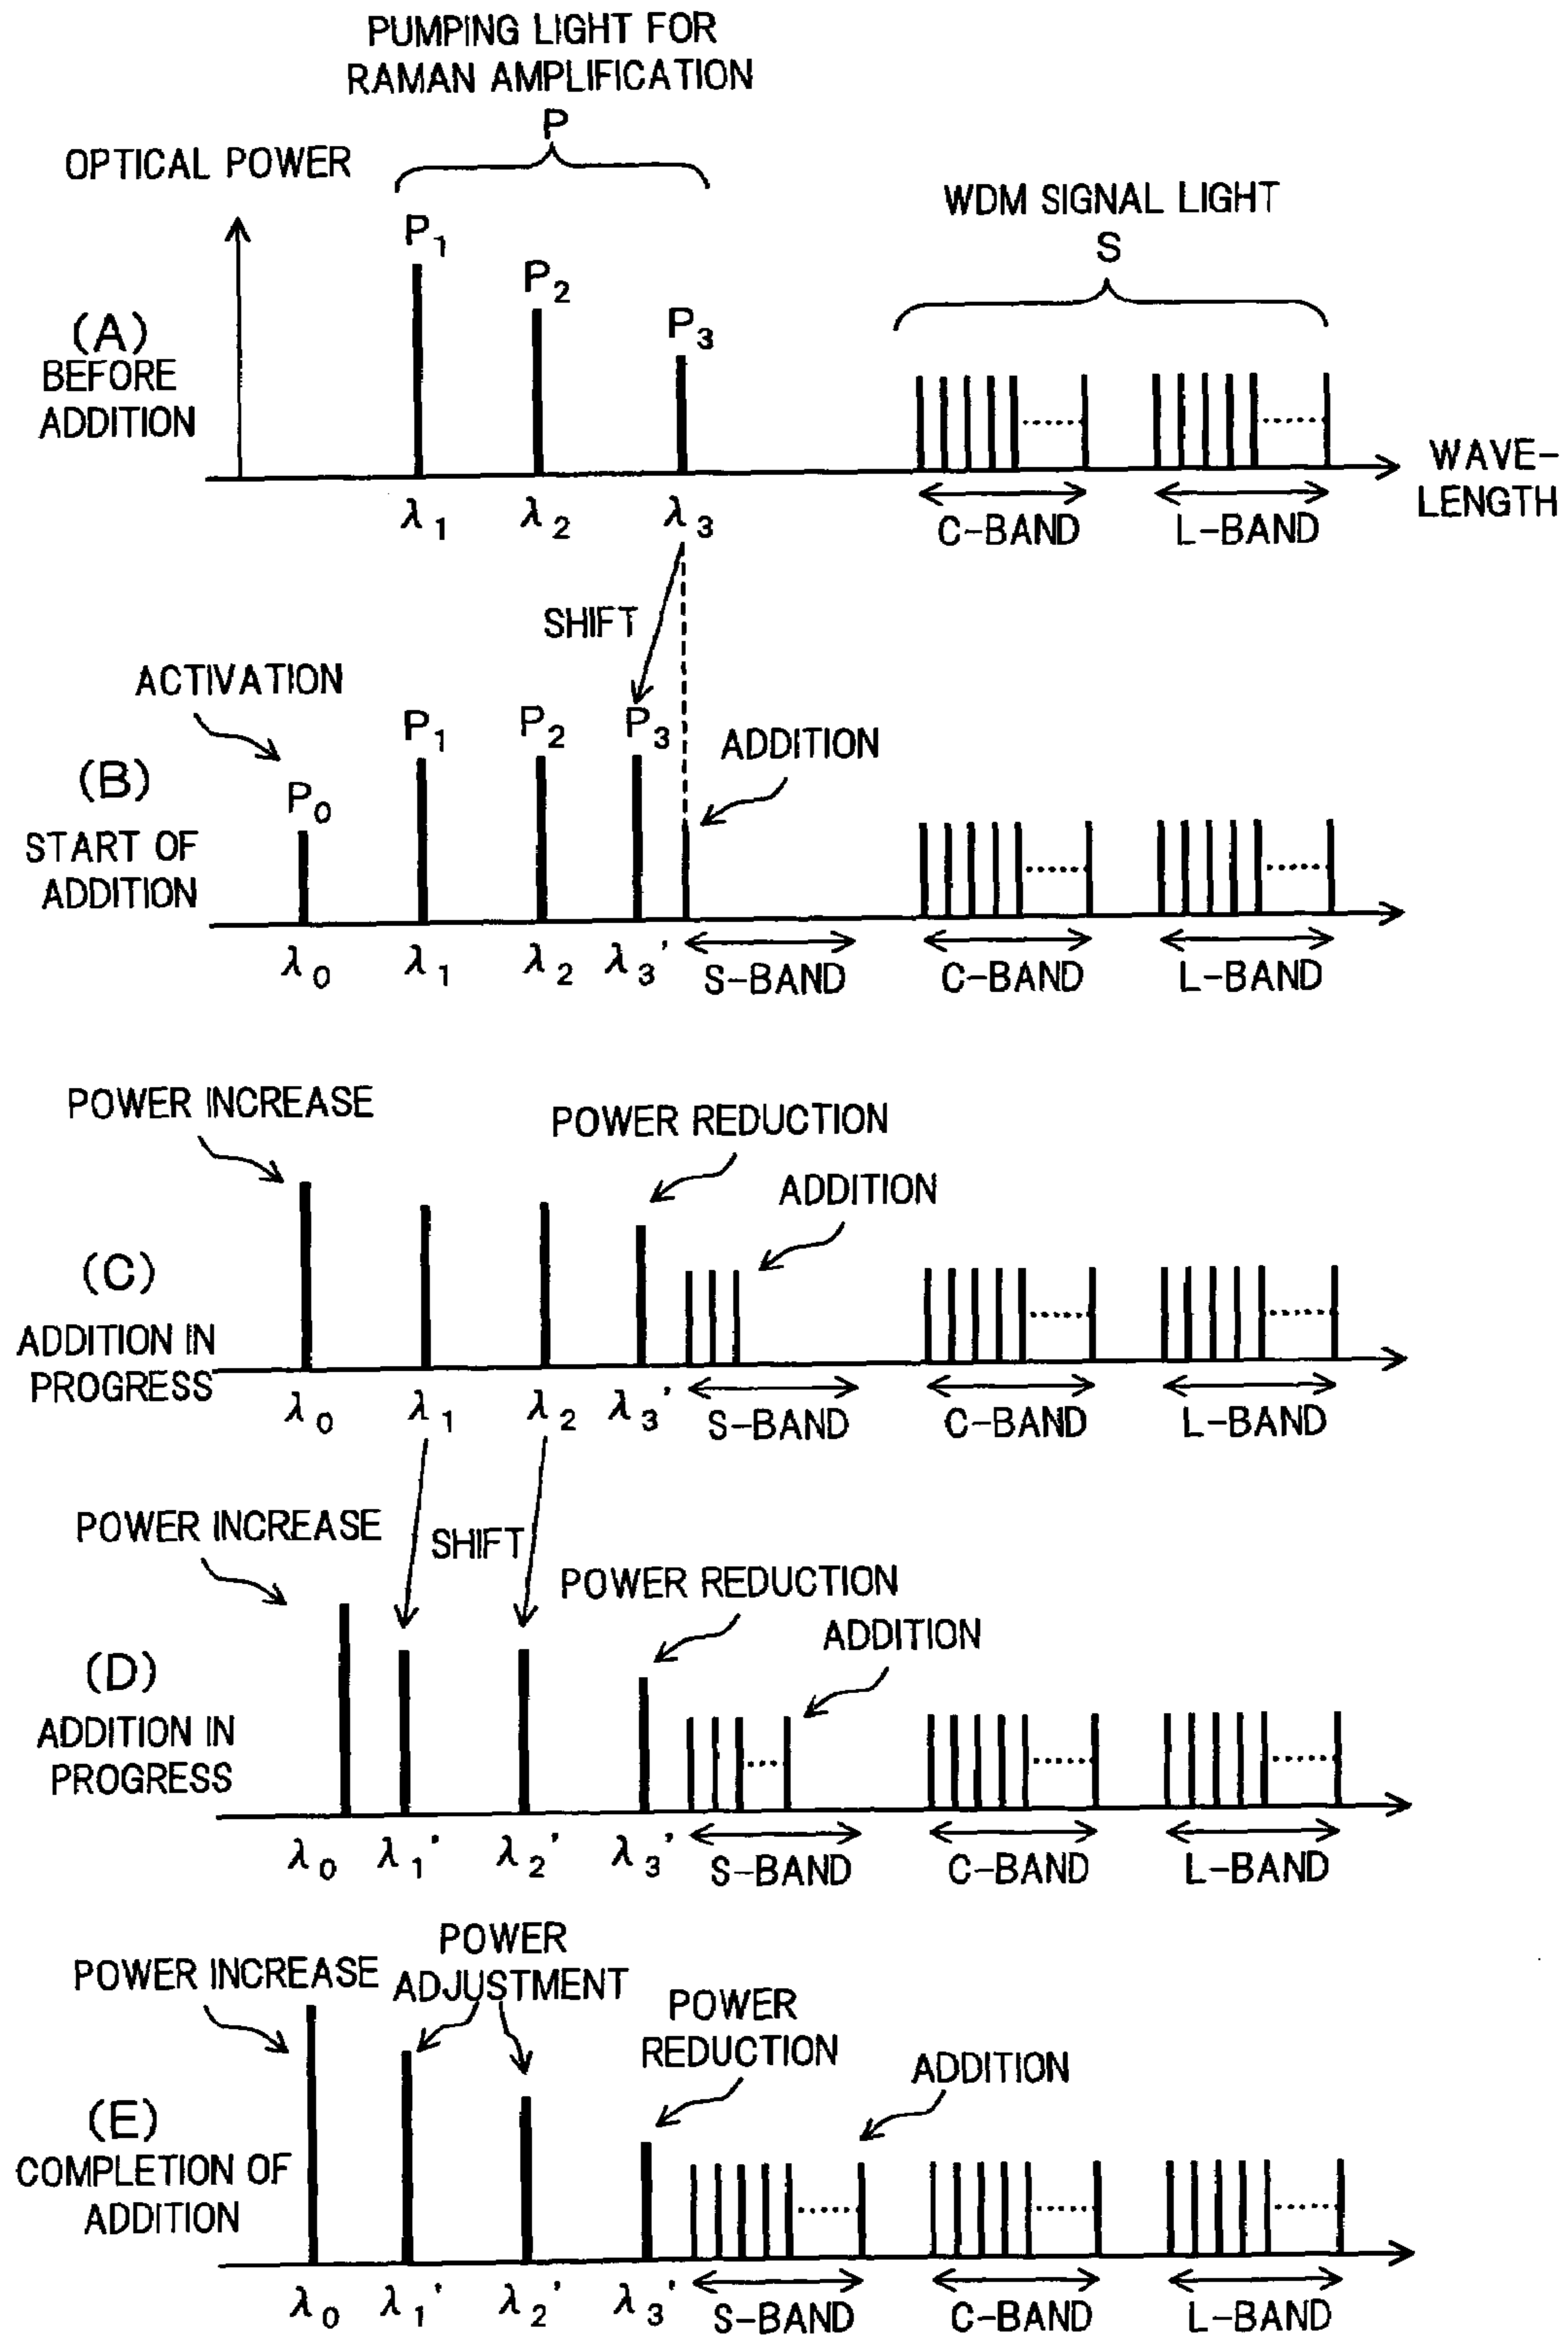 PUMPING LIGHT FOR
RAMAN AMPLIFICATION
P
OPTICAL POWER
WDM SIGNAL LIGHT
S
P1
P2
P3
(A)
BEFORE
ADDITION
WAVE-
LENGTH
λ1 λ2 λ3
C-BAND L-BAND
SHIFT
ACTIVATION
P1 P2 P3
ADDITION
(B)
P0
START OF
ADDITION
λ0 λ1 λ2 λ3' S-BAND C-BAND L-BAND
POWER INCREASE
POWER REDUCTION
ADDITION
(C)
ADDITION IN
PROGRESS
λ0 λ1 λ2 λ3' S-BAND C-BAND L-BAND
POWER INCREASE
SHIFT
POWER REDUCTION
ADDITION
(D)
ADDITION IN
PROGRESS
λ0 λ1' λ2' λ3' S-BAND C-BAND L-BAND
POWER
ADJUSTMENT
POWER INCREASE
POWER
REDUCTION
ADDITION
(E)
COMPLETION OF
ADDITION
λ0 λ1' λ2' λ3' S-BAND C-BAND L-BAND